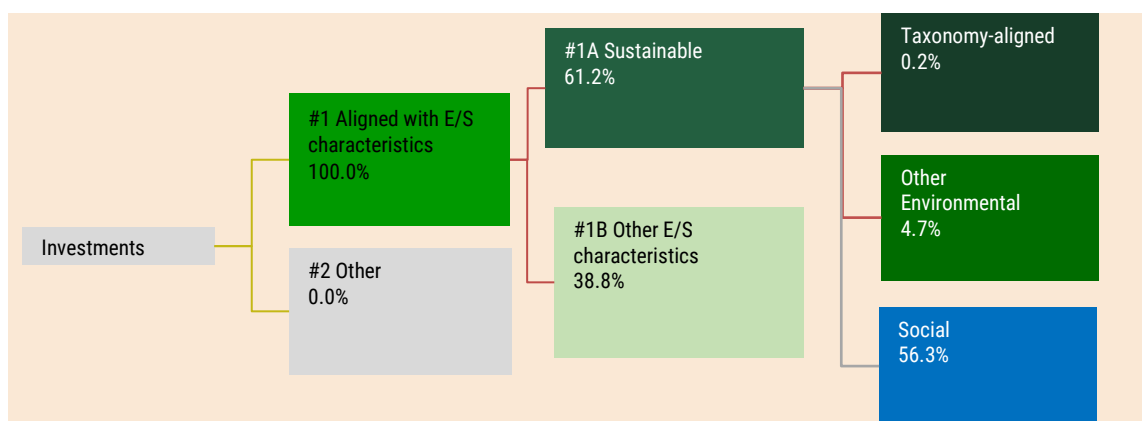 Investments
#1 Aligned with E/S
characteristics
100.0%
#2 Other
0.0%
#1A Sustainable
61.2%
#1B Other E/S
characteristics
38.8%
Taxonomy-aligned
0.2%
Other
Environmental
4.7%
Social
56.3%